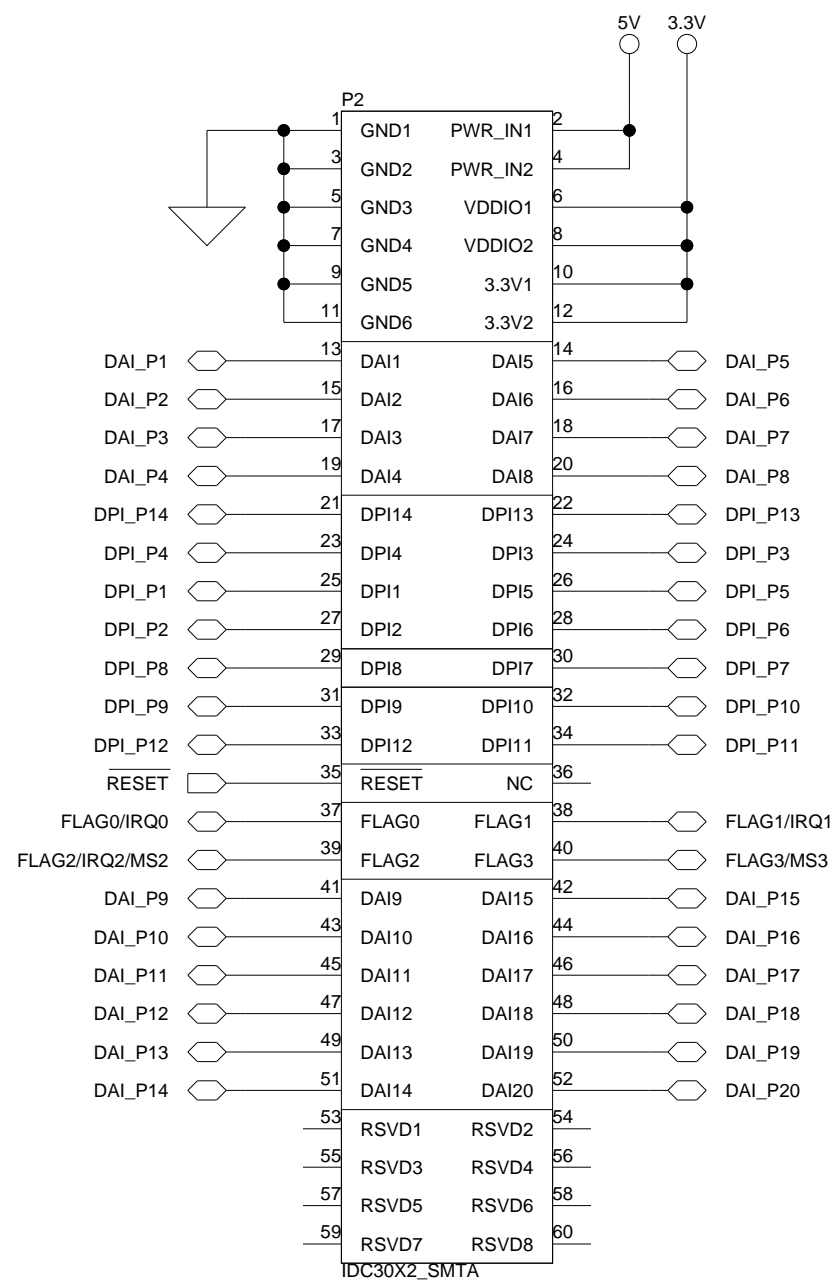 5V 3.3V
P2
1 GND1 PWR_IN1 2
3 GND2 PWR_IN2 4
5 GND3 VDDIO1 6
7 GND4 VDDIO2 8
9 GND5 3.3V1 10
11 GND6 3.3V2 12
DAI_P1 13 DAI1 DAI5 14 DAI_P5
DAI_P2 15 DAI2 DAI6 16 DAI_P6
DAI_P3 17 DAI3 DAI7 18 DAI_P7
DAI_P4 19 DAI4 DAI8 20 DAI_P8
DPI_P14 21 DPI14 DPI13 22 DPI_P13
DPI_P4 23 DPI4 DPI3 24 DPI_P3
DPI_P1 25 DPI1 DPI5 26 DPI_P5
DPI_P2 27 DPI2 DPI6 28 DPI_P6
DPI_P8 29 DPI8 DPI7 30 DPI_P7
DPI_P9 31 DPI9 DPI10 32 DPI_P10
DPI_P12 33 DPI12 DPI11 34 DPI_P11
RESET 35 RESET NC 36
FLAG0/IRQ0 37 FLAG0 FLAG1 38 FLAG1/IRQ1
FLAG2/IRQ2/MS2 39 FLAG2 FLAG3 40 FLAG3/MS3
DAI_P9 41 DAI9 DAI15 42 DAI_P15
DAI_P10 43 DAI10 DAI16 44 DAI_P16
DAI_P11 45 DAI11 DAI17 46 DAI_P17
DAI_P12 47 DAI12 DAI18 48 DAI_P18
DAI_P13 49 DAI13 DAI19 50 DAI_P19
DAI_P14 51 DAI14 DAI20 52 DAI_P20
53 RSVD1 RSVD2 54
55 RSVD3 RSVD4 56
57 RSVD5 RSVD6 58
59 RSVD7 RSVD8 60
IDC30X2_SMTA